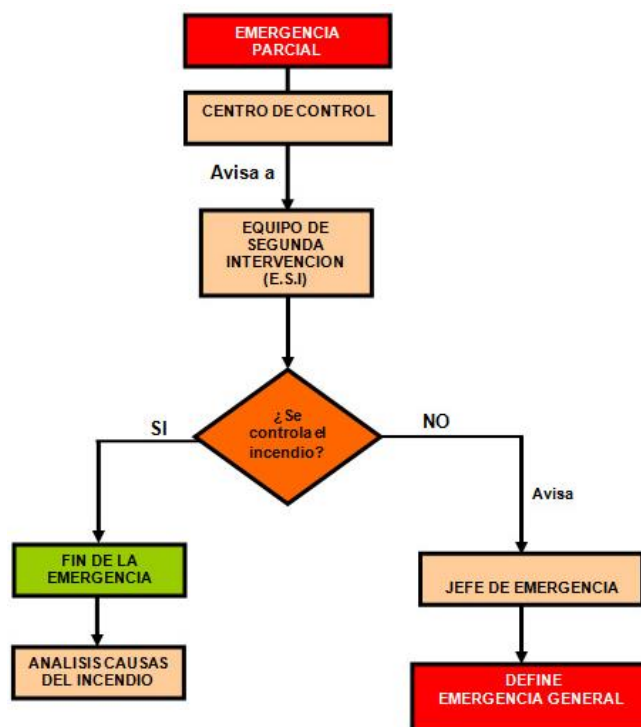 EMERGENCIA
PARCIAL
CENTRO DE CONTROL
Avisa a
EQUIPO DE
SEGUNDA
INTERVENCION
(E.S.I)
¿Se
controla el
incendio?
SI
NO
Avisa
FIN DE LA
EMERGENCIA
JEFE DE EMERGENCIA
ANALISIS CAUSAS
DEL INCENDIO
DEFINE
EMERGENCIA GENERAL